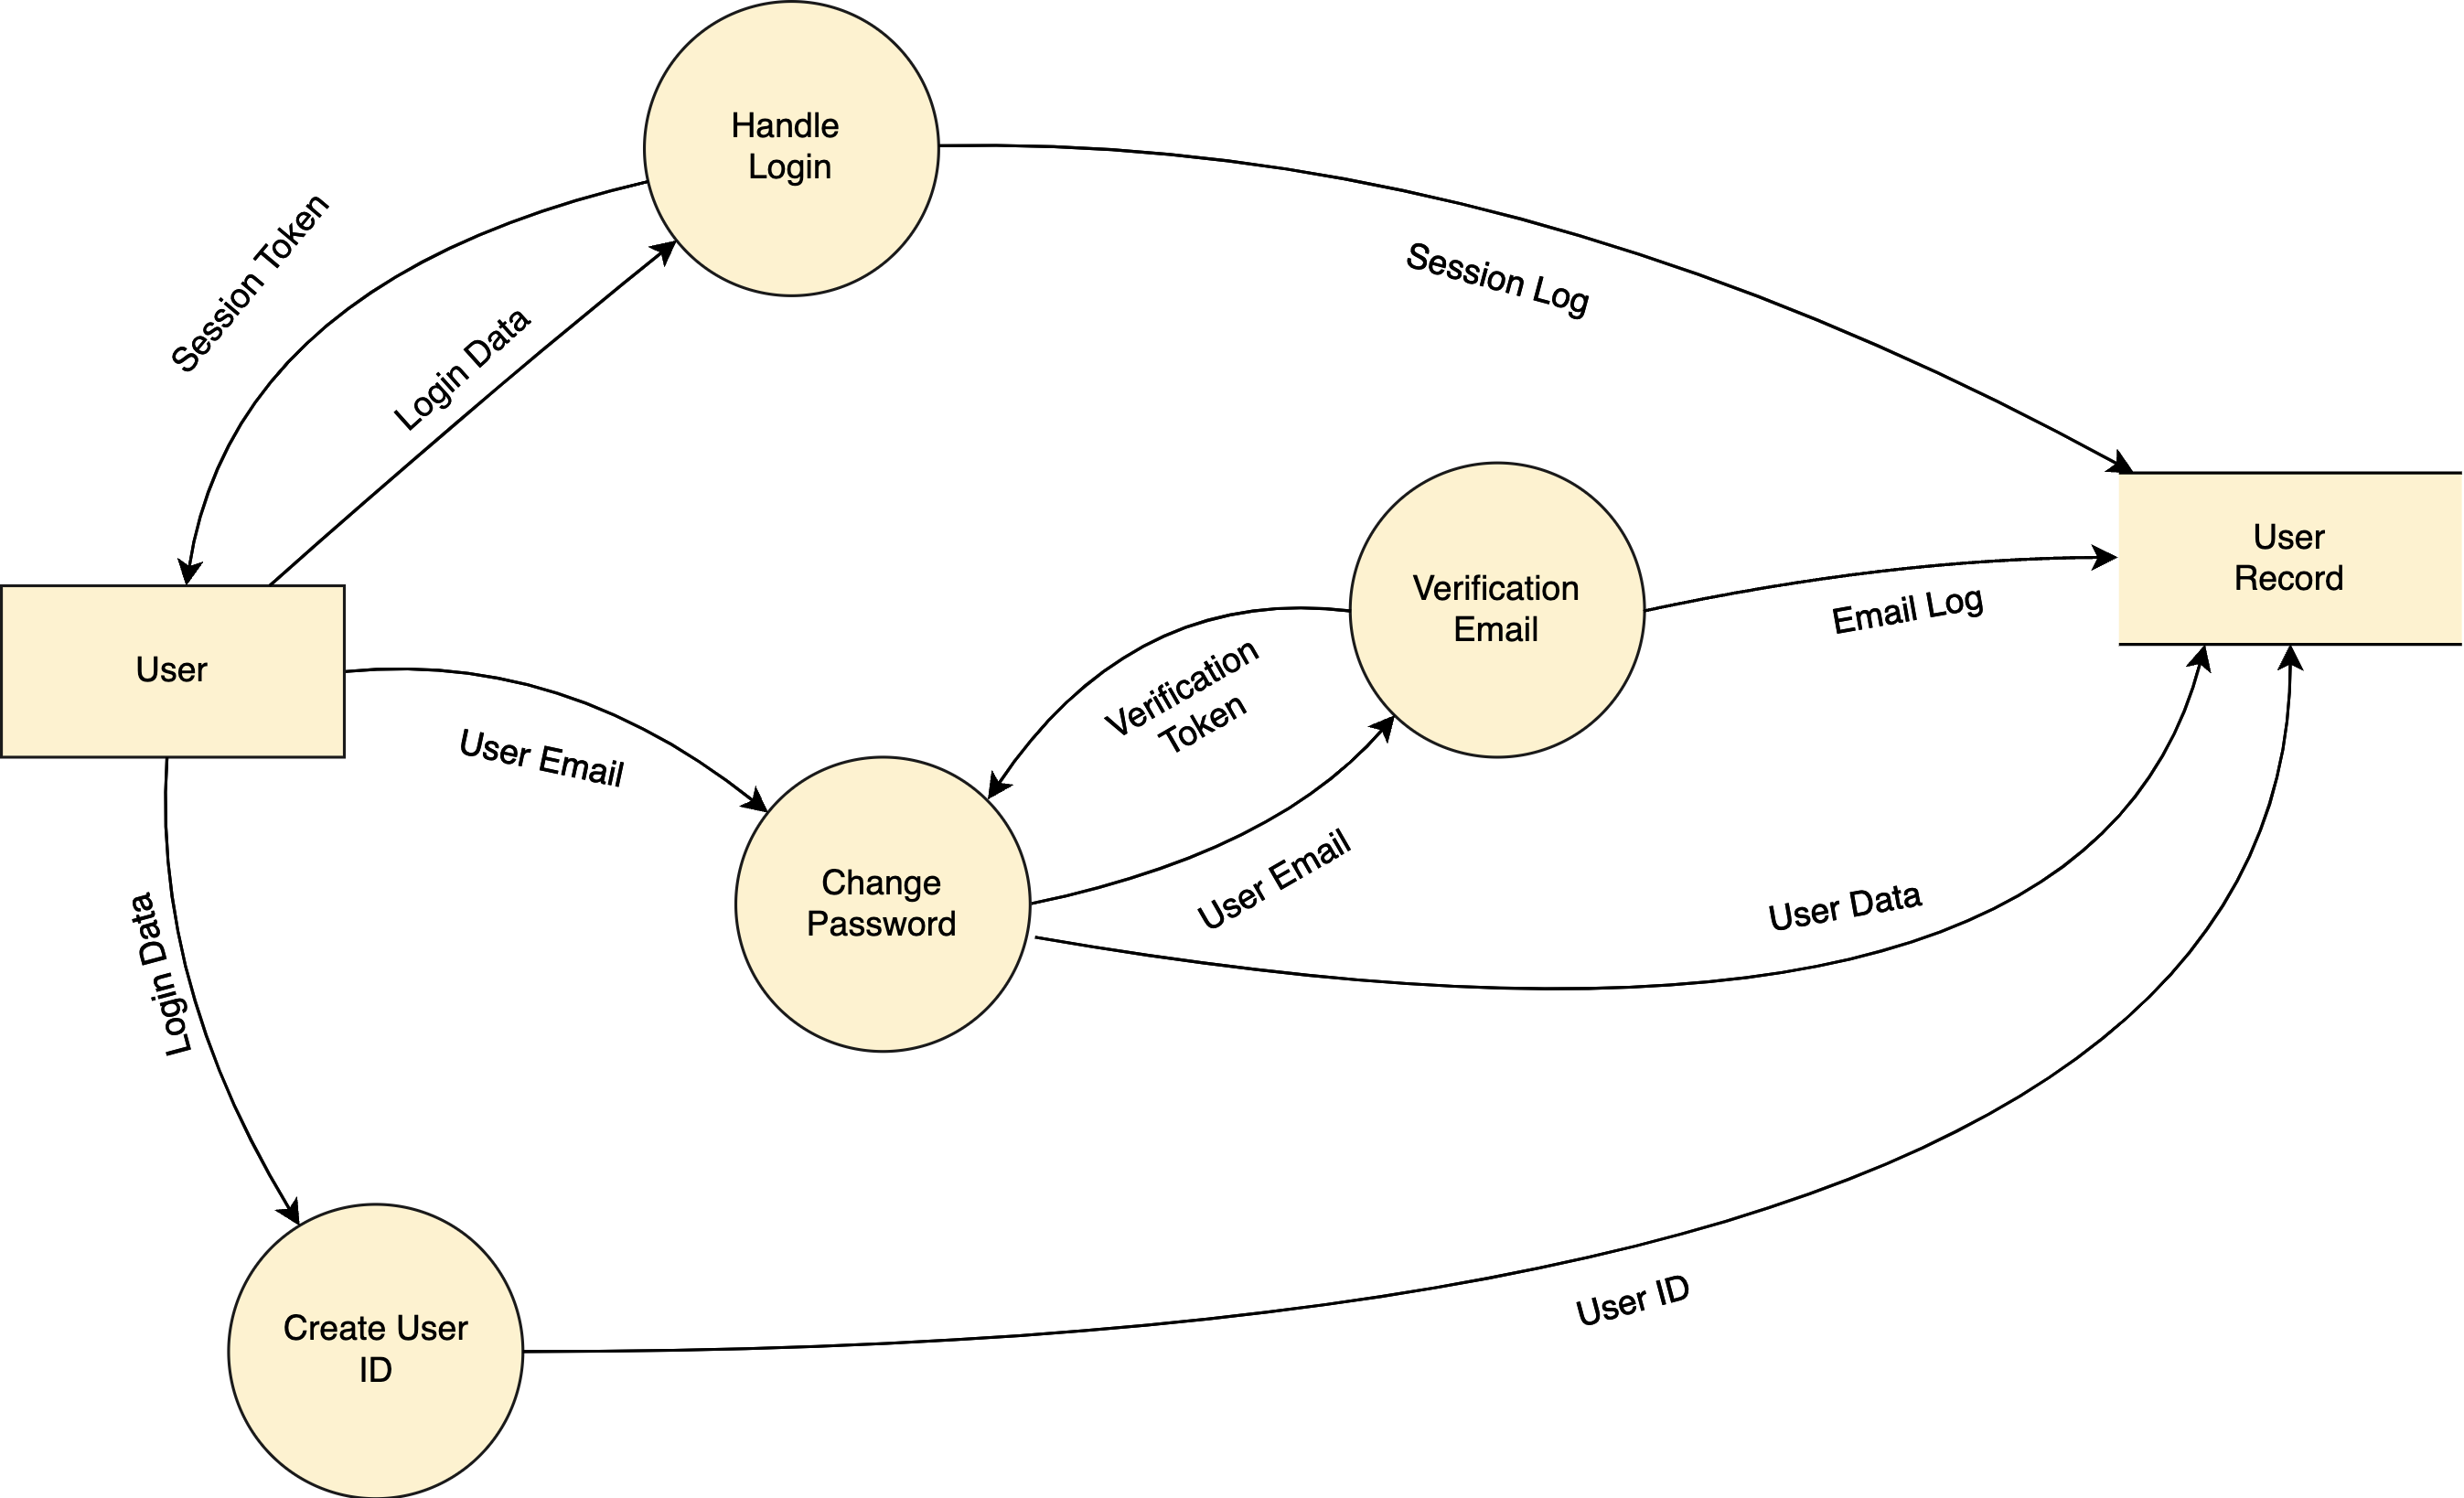 Handle
Login
Session Token
Login Data
Session Log
User
Record
Verification
Email
Email Log
User
Verification
Token
User Email
User Email
Change
Password
User Data
Login Data
User ID
Create User
ID